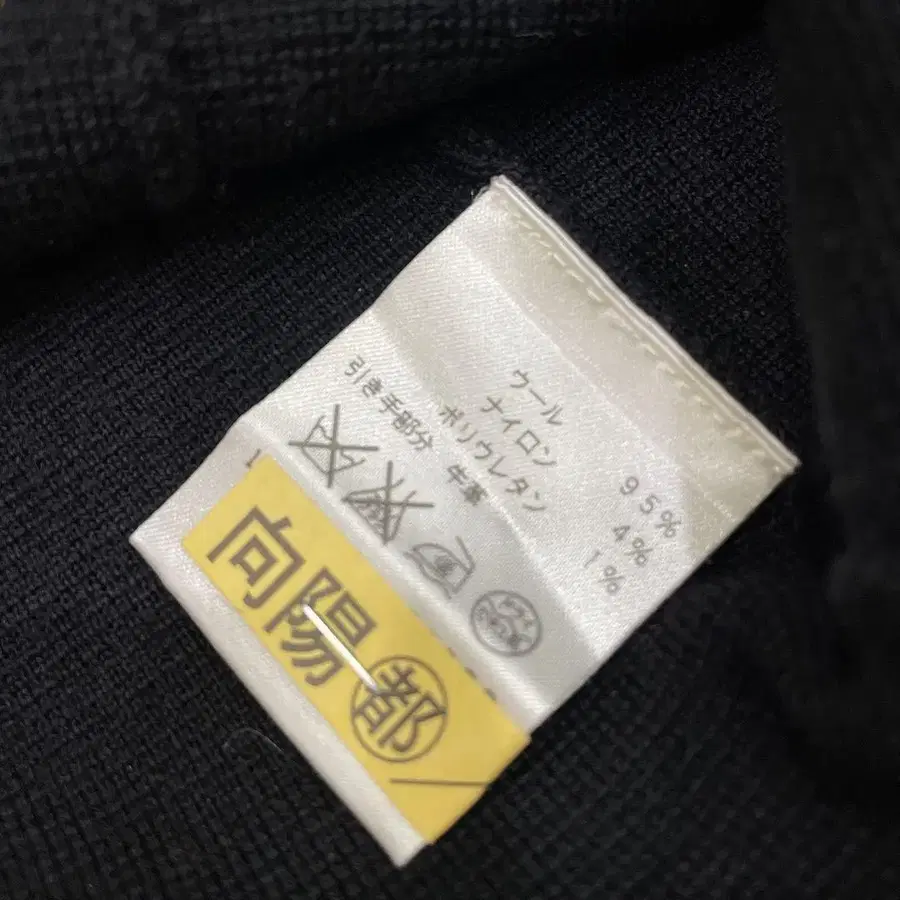 ウール 95%
ナイロン 4%
ポリウレタン 1%
引き手部分 牛革
向陽都